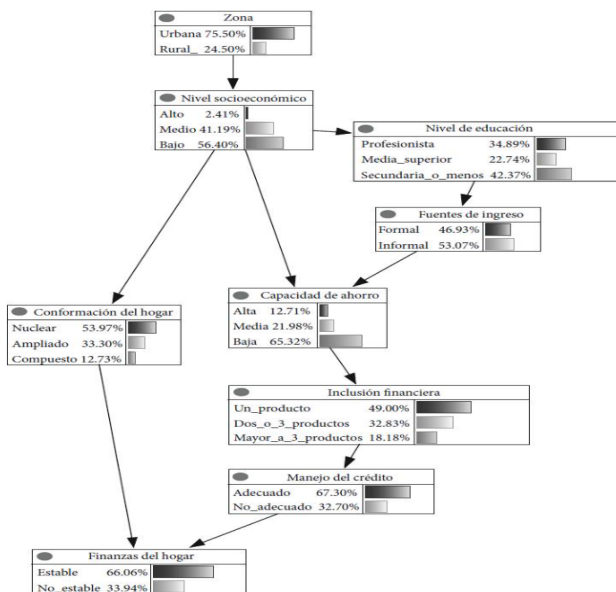 Zona
Urbana 75.50%
Rural_ 24.50%
Nivel socioeconómico
Alto 2.41%
Medio 41.19%
Bajo 56.40%
Nivel de educación
Profesionista 34.89%
Media_superior 22.74%
Secundaria_o_menos 42.37%
Fuentes de ingreso
Formal 46.93%
Informal 53.07%
Conformación del hogar
Nuclear 53.97%
Ampliado 33.30%
Compuesto 12.73%
Capacidad de ahorro
Alta 12.71%
Media 21.98%
Baja 65.32%
Inclusión financiera
Un_producto 49.00%
Dos_o_3_productos 32.83%
Mayor_a_3_productos 18.18%
Manejo del crédito
Adecuado 67.30%
No_adecuado 32.70%
Finanzas del hogar
Estable 66.06%
No_estable 33.94%